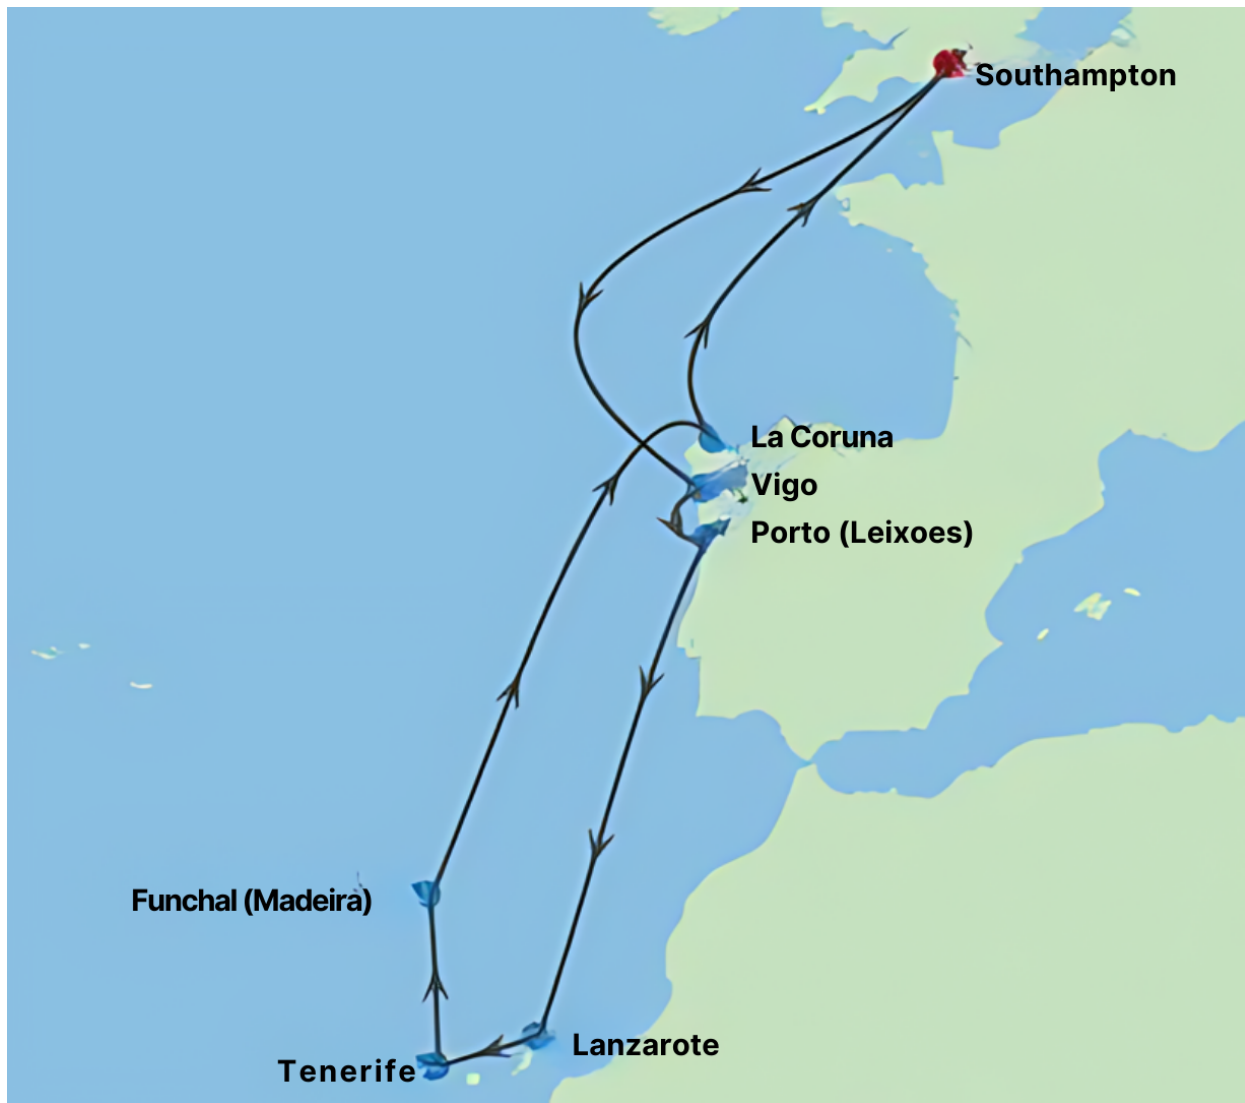 Southampton
La Coruna
Vigo
Porto (Leixoes)
Funchal (Madeira)
Lanzarote
Tenerife